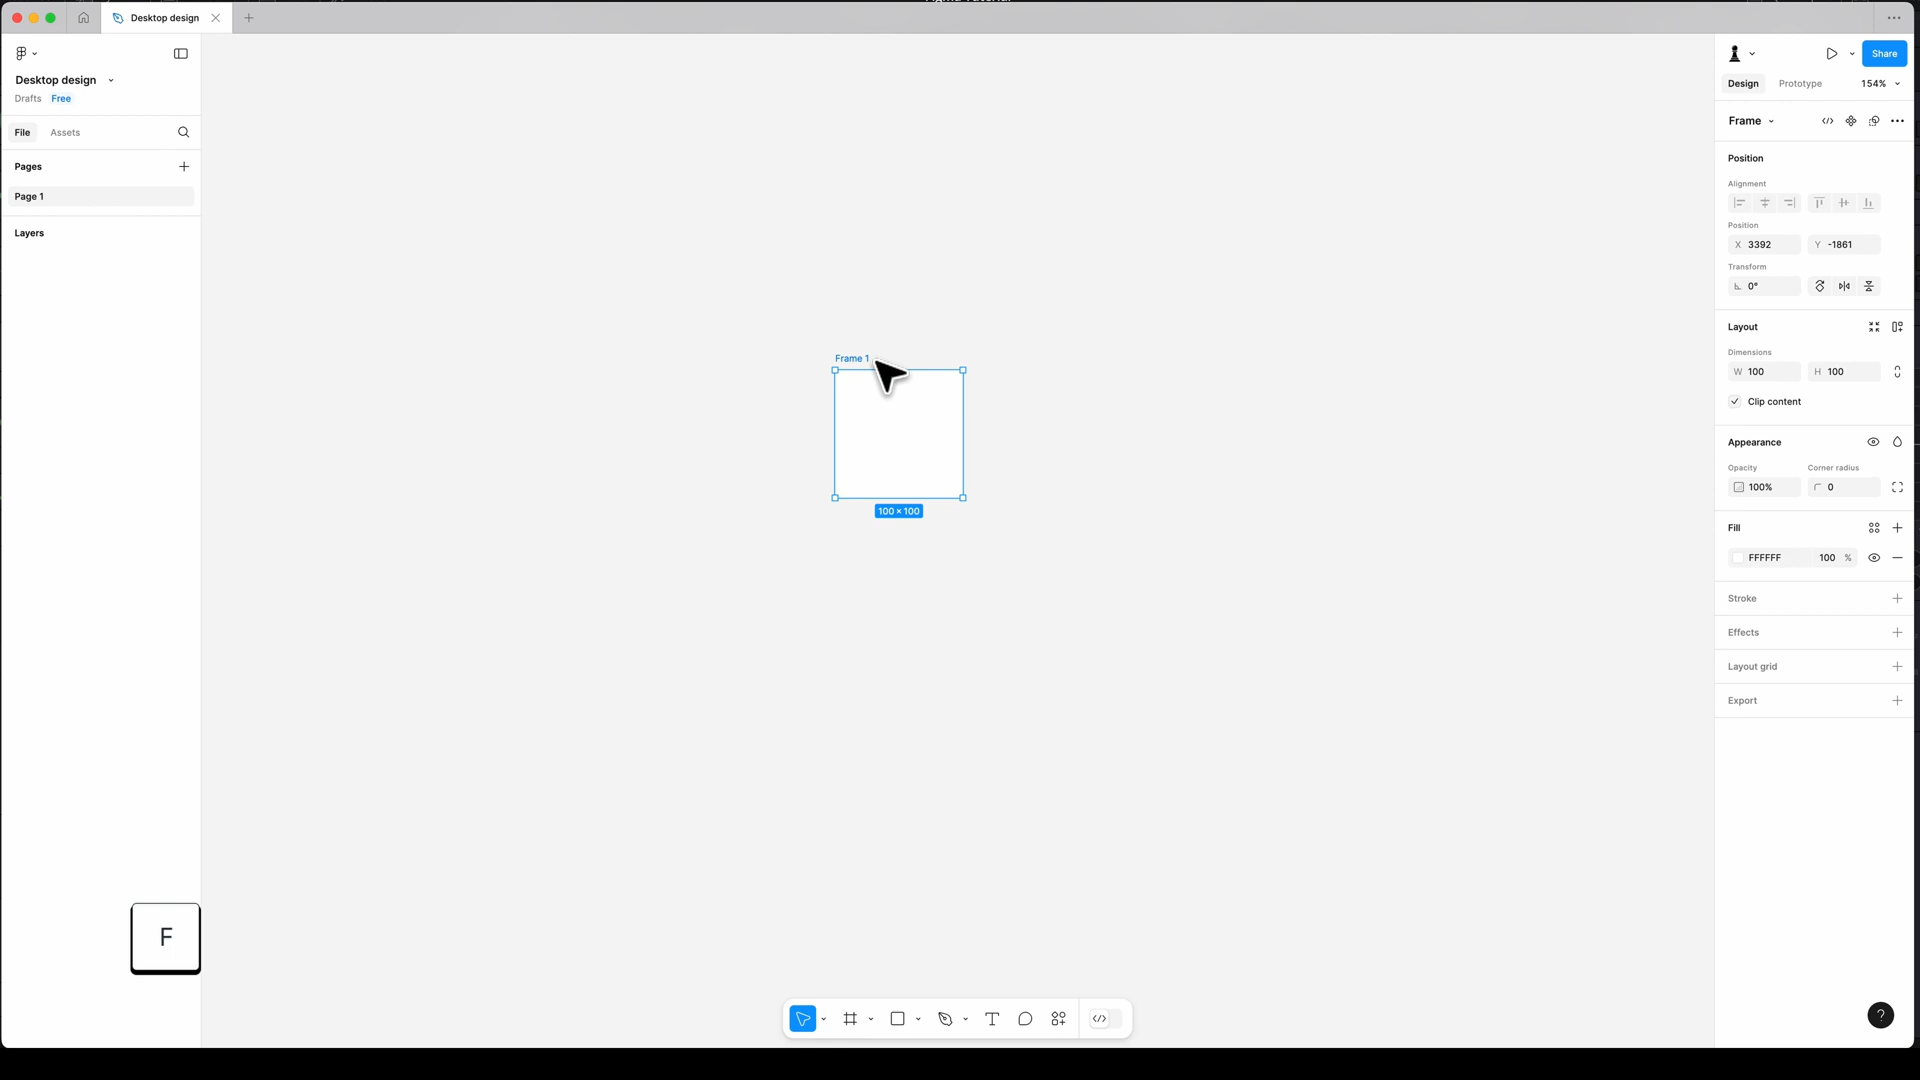 Desktop design
Desktop design
Drafts Free
File Assets
Pages
Page 1
Layers
Frame 1
100 × 100
F
Share
Design Prototype 154%
Frame
Position
Alignment
Position
X 3392 Y -1861
Transform
0°
Layout
Dimensions
W 100 H 100
Clip content
Appearance
Opacity Corner radius
100% 0
Fill
FFFFFF 100 %
Stroke
Effects
Layout grid
Export
?